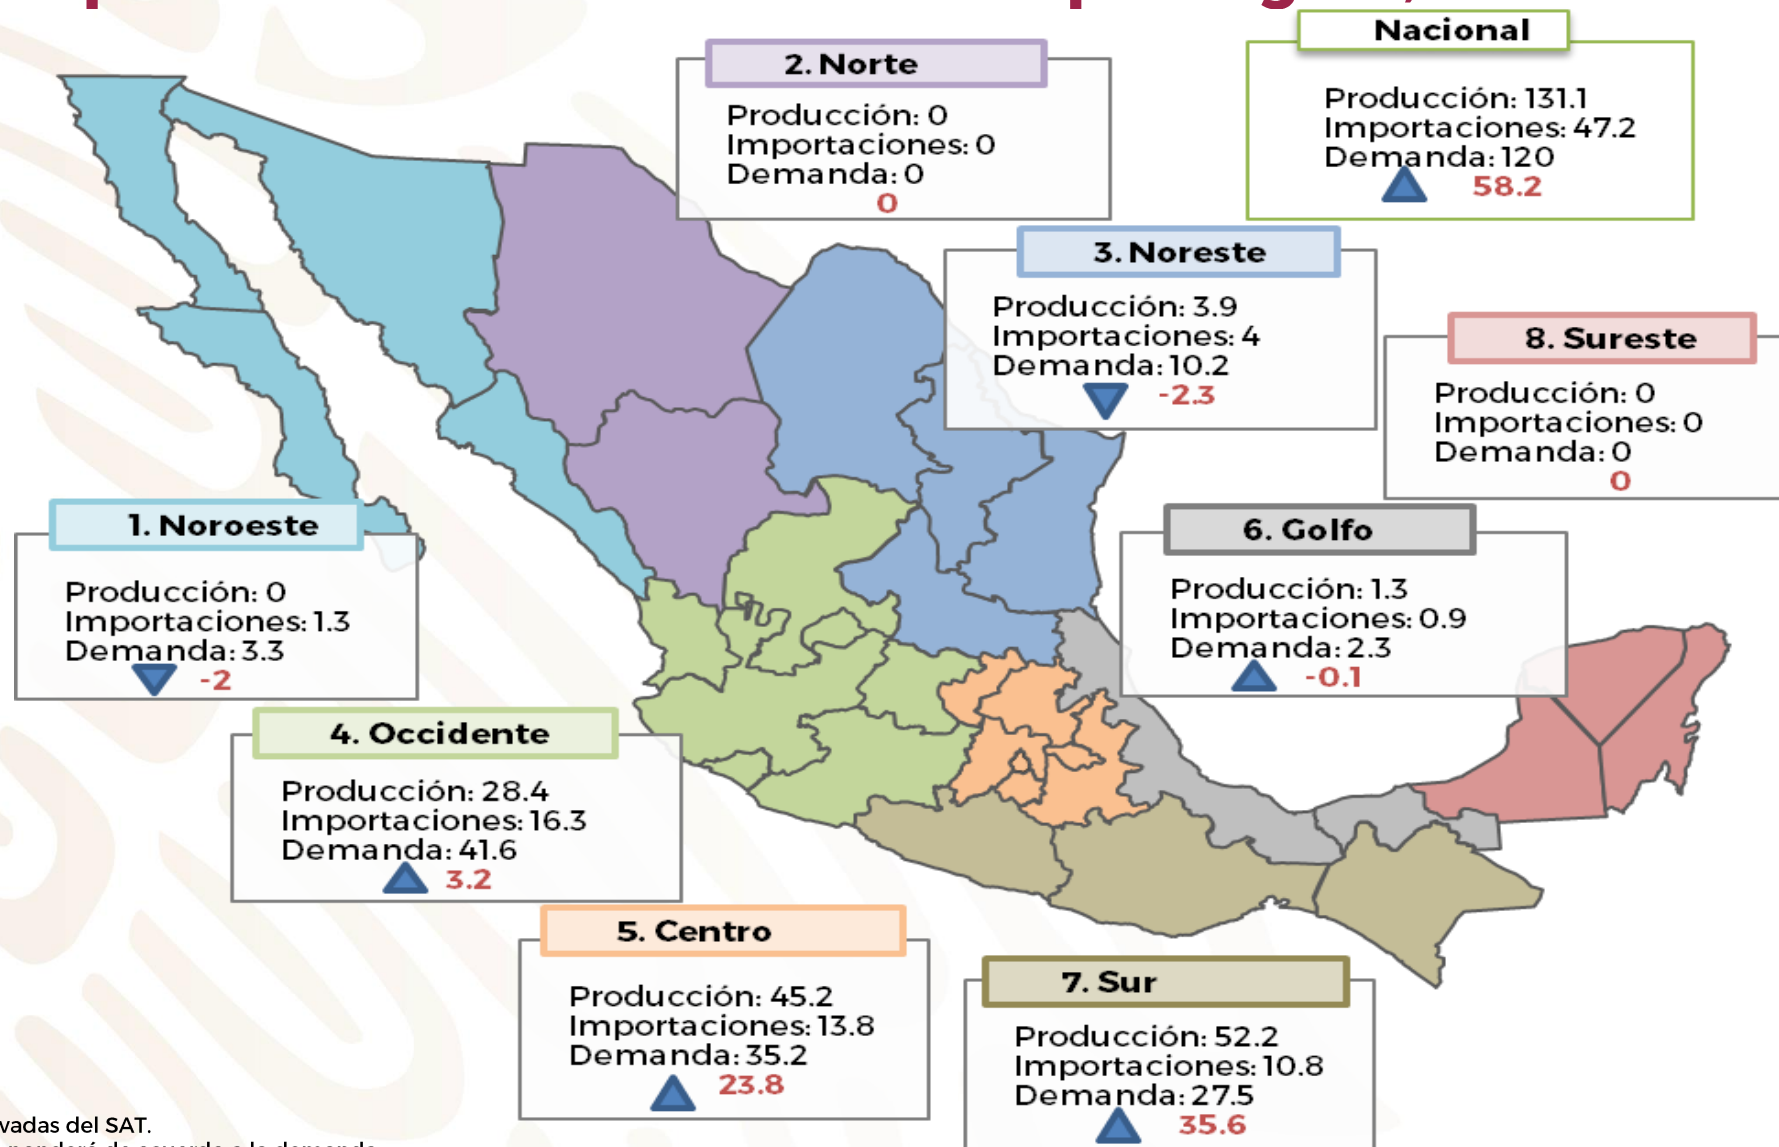 2. Norte
Producción: 0
Importaciones: 0
Demanda: 0
0
Nacional
Producción: 131.1
Importaciones: 47.2
Demanda: 120
58.2
3. Noreste
Producción: 3.9
Importaciones: 4
Demanda: 10.2
-2.3
8. Sureste
Producción: 0
Importaciones: 0
Demanda: 0
0
1. Noroeste
Producción: 0
Importaciones: 1.3
Demanda: 3.3
-2
6. Golfo
Producción: 1.3
Importaciones: 0.9
Demanda: 2.3
-0.1
4. Occidente
Producción: 28.4
Importaciones: 16.3
Demanda: 41.6
3.2
5. Centro
Producción: 45.2
Importaciones: 13.8
Demanda: 35.2
23.8
7. Sur
Producción: 52.2
Importaciones: 10.8
Demanda: 27.5
35.6
vadas del SAT.